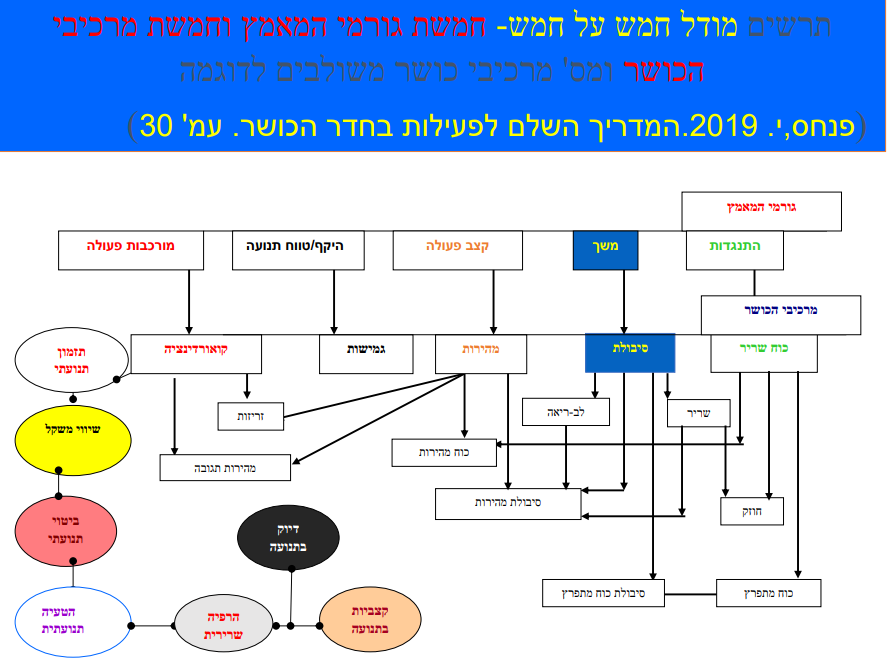 תרשים מודל חמש על חמש- חמשת גורמי המאמץ וחמשת מרכיבי
הכושר ומס' מרכיבי כושר משולבים לדוגמה
(פנחס,י. 2019.המדריך השלם לפעילות בחדר הכושר. עמ' 30)
גורמי המאמץ
התנגדות
משך
קצב פעולה
היקף/טווח תנועה
מורכבות פעולה
מרכיבי הכושר
כוח שריר
סיבולת
מהירות
גמישות
קואורדינציה
תזמון
תנועתי
שריר
לב-ריאה
זריזות
שיווי משקל
כוח מהירות
מהירות תגובה
סיבולת מהירות
חוזק
ביטוי
תנועתי
דיוק
בתנועה
כוח מתפרץ
סיבולת כוח מתפרץ
קצביות
בתנועה
הרפיה
שרירית
הטעיה
תנועתית